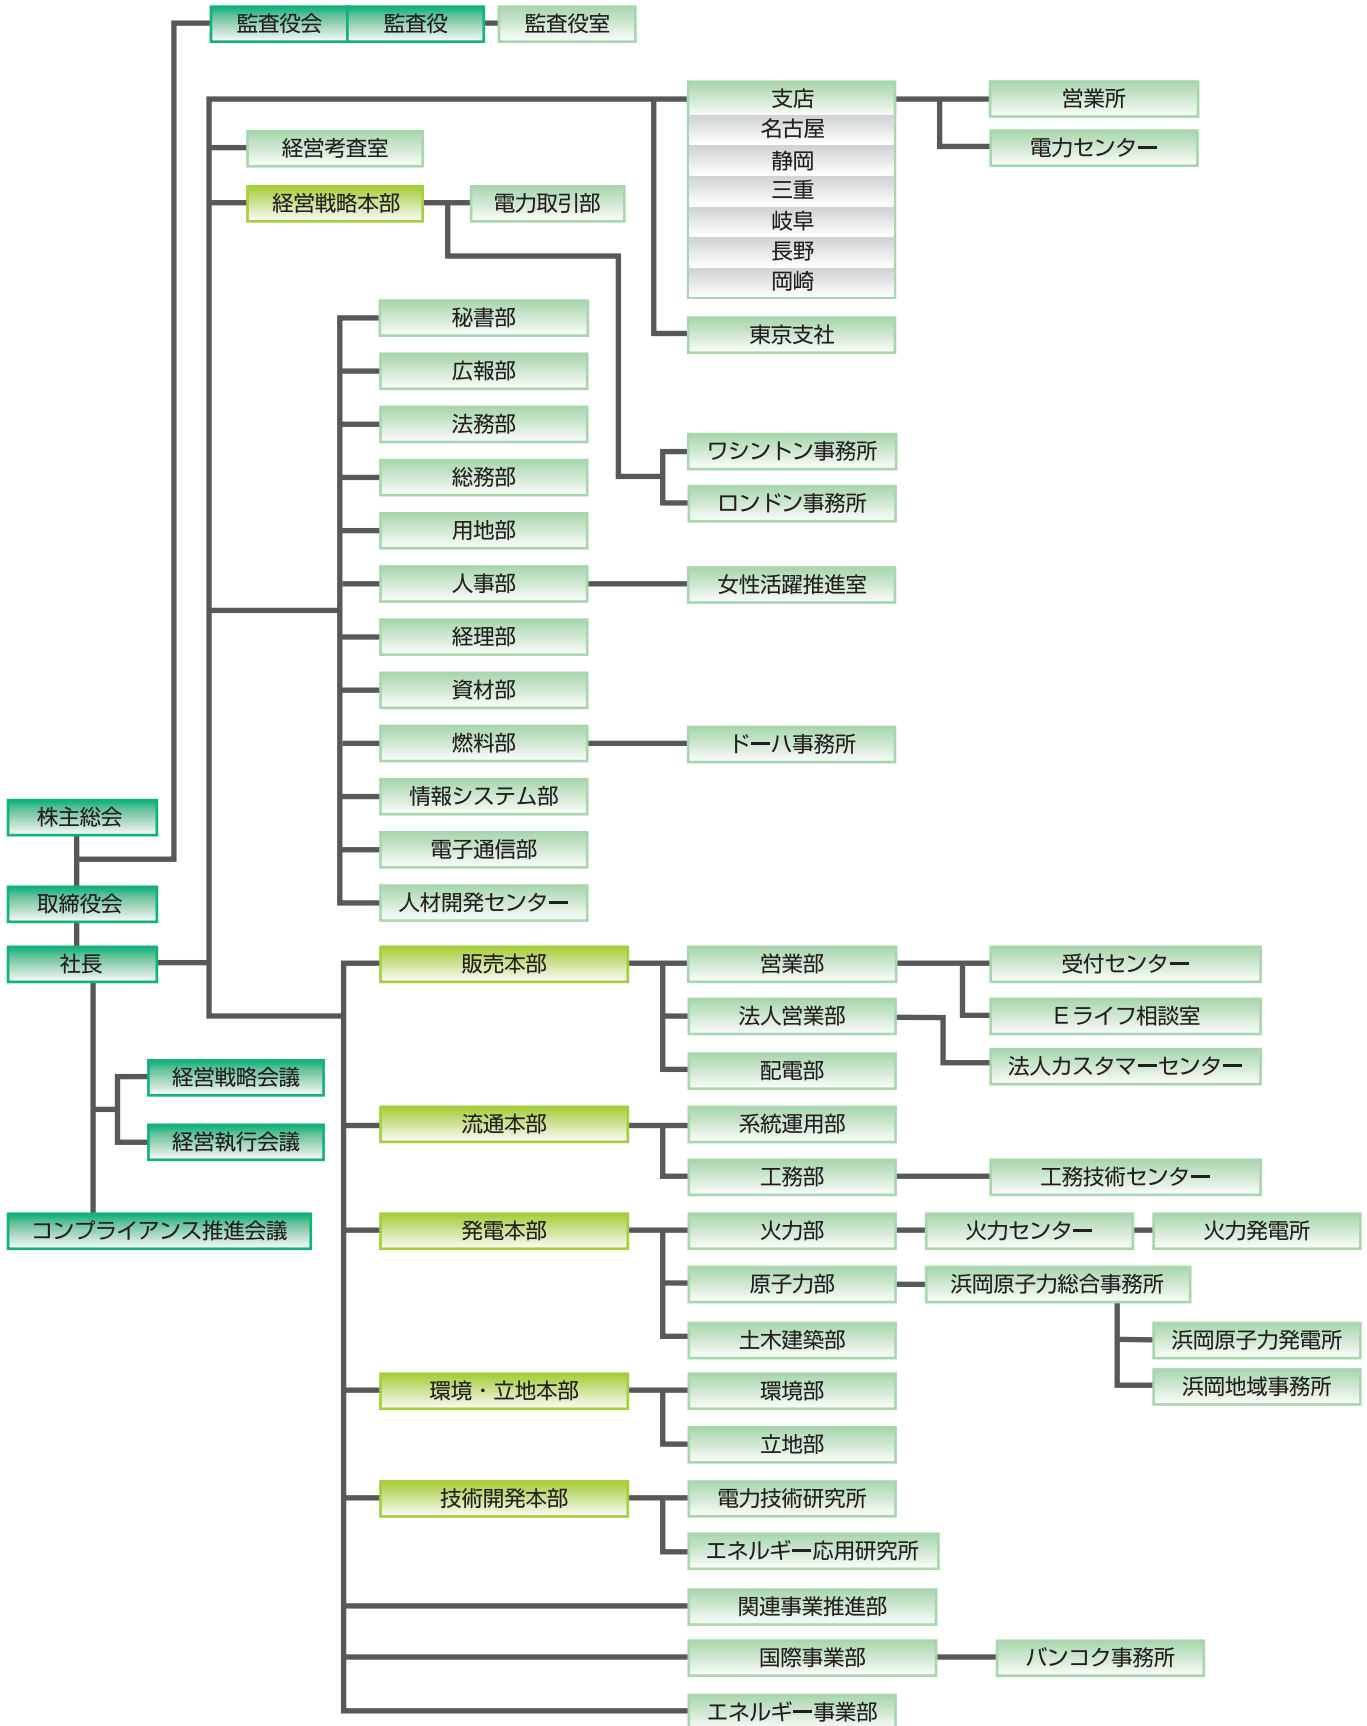 監査役会
監査役
監査役室
支店
名古屋
静岡
三重
岐阜
長野
岡崎
営業所
電力センター
経営考査室
経営戦略本部
電力取引部
東京支社
秘書部
広報部
法務部
総務部
用地部
人事部
経理部
資材部
燃料部
情報システム部
電子通信部
人材開発センター
ワシントン事務所
ロンドン事務所
女性活躍推進室
ドーハ事務所
株主総会
取締役会
社長
経営戦略会議
経営執行会議
コンプライアンス推進会議
販売本部
営業部
受付センター
Eライフ相談室
法人営業部
法人カスタマーセンター
配電部
流通本部
系統運用部
工務部
工務技術センター
発電本部
火力部
火力センター
火力発電所
原子力部
浜岡原子力総合事務所
浜岡原子力発電所
浜岡地域事務所
土木建築部
環境・立地本部
環境部
立地部
技術開発本部
電力技術研究所
エネルギー応用研究所
関連事業推進部
国際事業部
バンコク事務所
エネルギー事業部